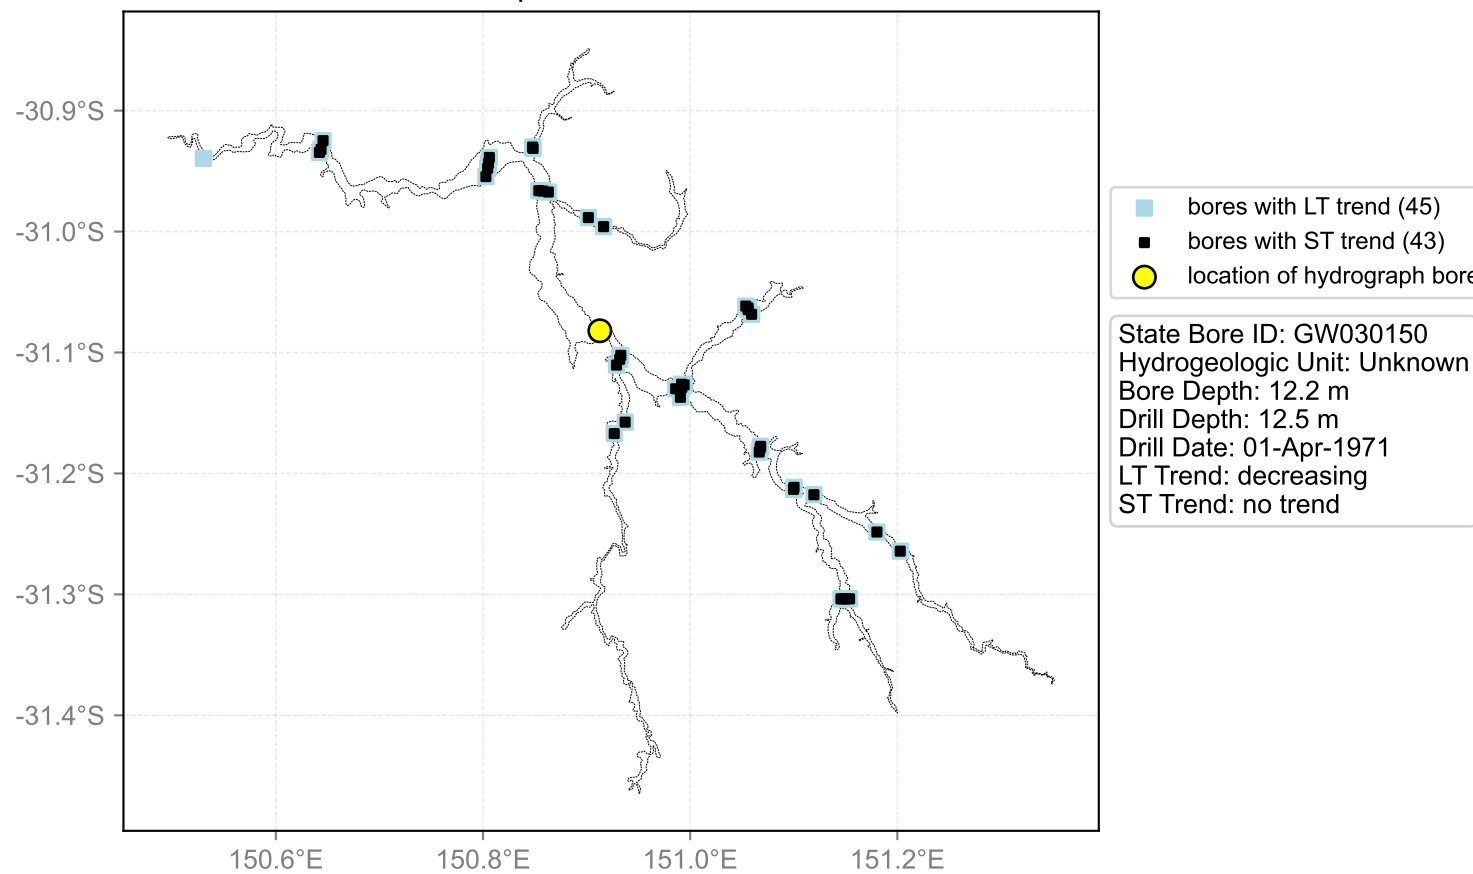 -30.9°S
-31.0°S
-31.1°S
-31.2°S
-31.3°S
-31.4°S
150.6°E
150.8°E
151.0°E
151.2°E
bores with LT trend (45)
bores with ST trend (43)
location of hydrograph bore
State Bore ID: GW030150
Hydrogeologic Unit: Unknown
Bore Depth: 12.2 m
Drill Depth: 12.5 m
Drill Date: 01-Apr-1971
LT Trend: decreasing
ST Trend: no trend